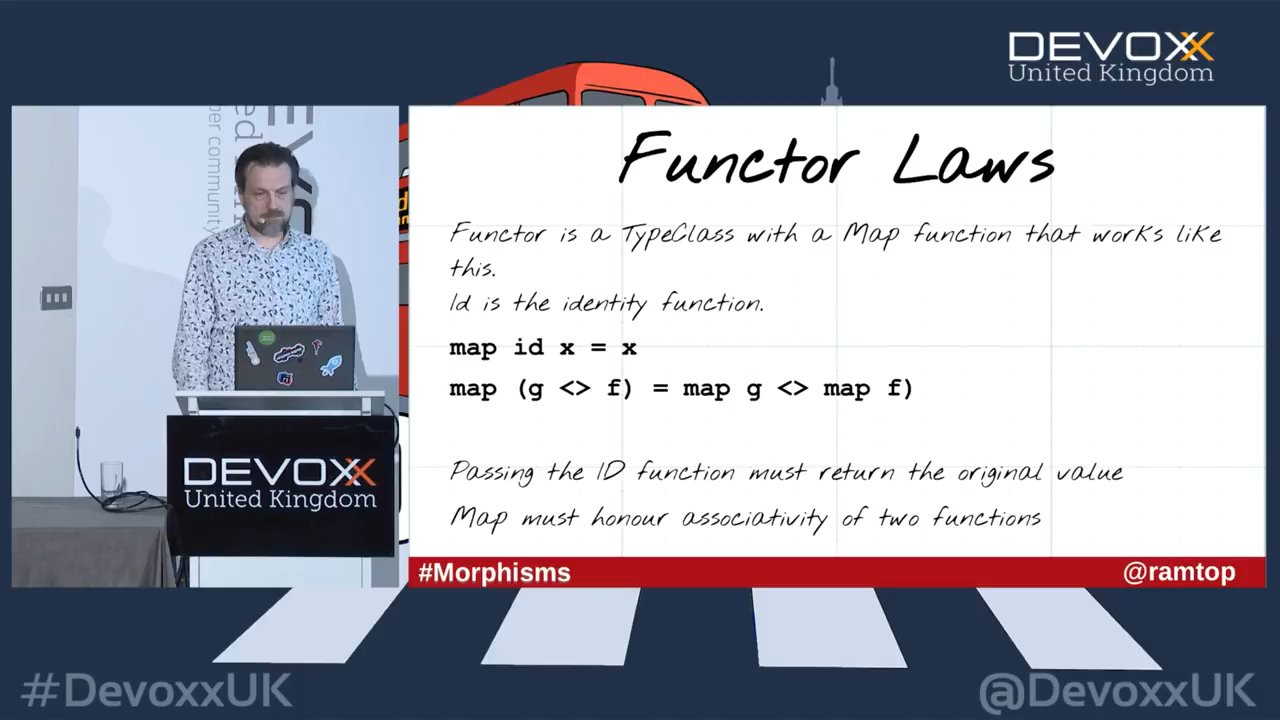 DEVOXX
United Kingdom
per community
Functor Laws
Functor is a TypeClass with a Map function that works like
this.
Id is the identity function.
map id x = x
map (g <> f) = map g <> map f)
Passing the ID function must return the original value
Map must honour associativity of two functions
DEVOXX
United Kingdom
#Morphisms
@ramtop
#DevoxxUK
@DevoxxUK